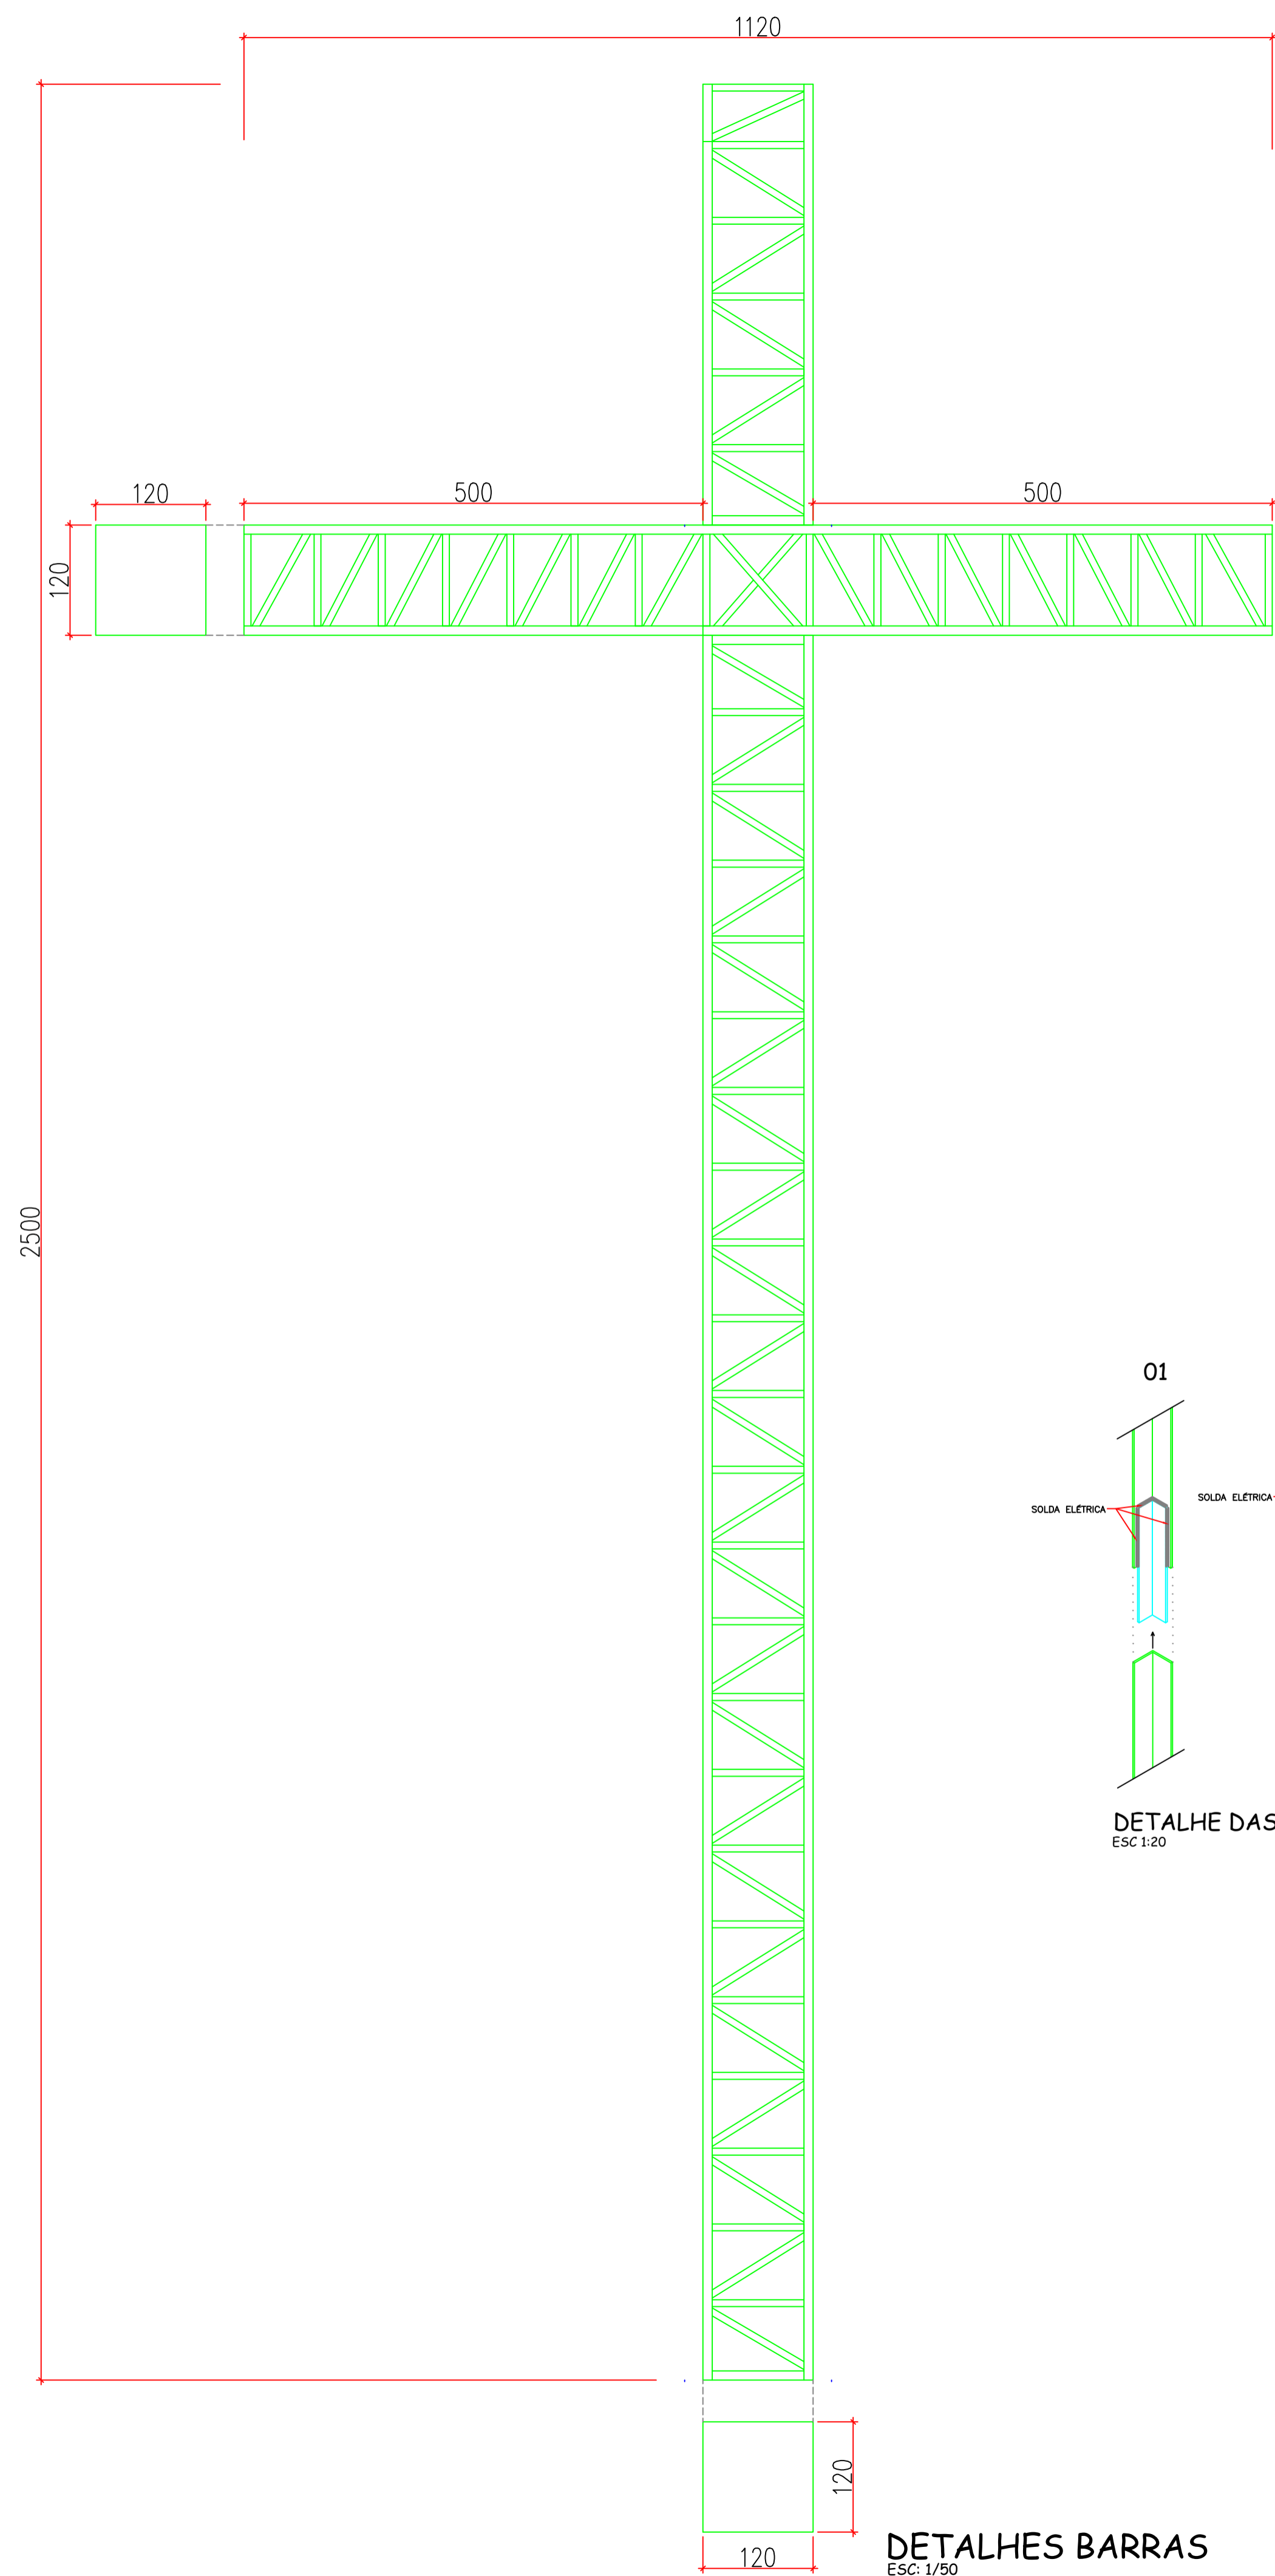 1120
120
500
500
120
2500
01
SOLDA ELÉTRICA
SOLDA ELÉTRICA
DETALHE DAS
ESC 1:20
120
120
DETALHES BARRAS
ESC: 1/50